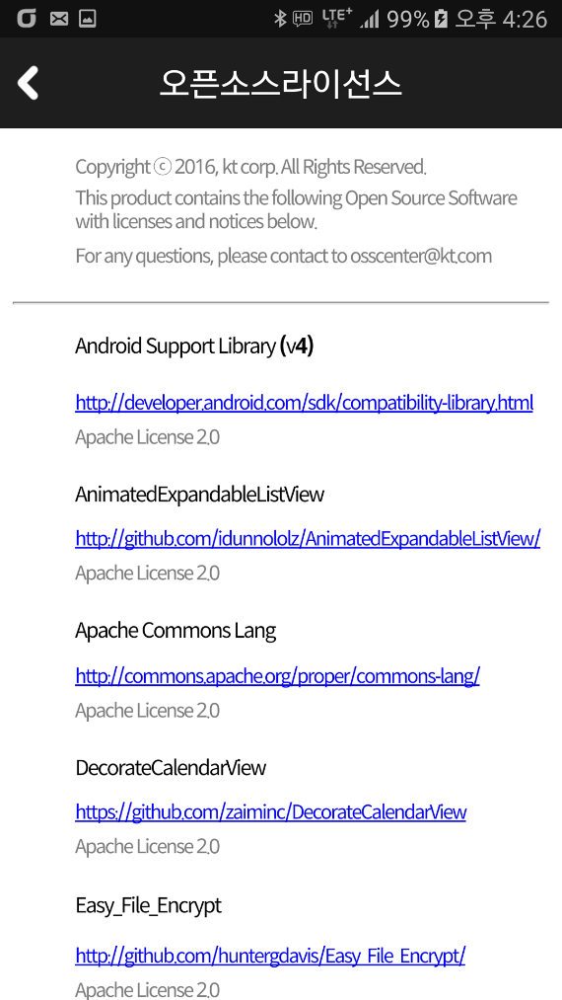 HD LTE+ 99% 오후 4:26
오픈소스라이선스
Copyright ⓒ 2016, kt corp. All Rights Reserved.
This product contains the following Open Source Software
with licenses and notices below.
For any questions, please contact to osscenter@kt.com
Android Support Library (v4)
http://developer.android.com/sdk/compatibility-library.html
Apache License 2.0
AnimatedExpandableListView
http://github.com/idunnololz/AnimatedExpandableListView/
Apache License 2.0
Apache Commons Lang
http://commons.apache.org/proper/commons-lang/
Apache License 2.0
DecorateCalendarView
https://github.com/zaiminc/DecorateCalendarView
Apache License 2.0
Easy_File_Encrypt
http://github.com/huntergdavis/Easy_File_Encrypt/
Apache License 2.0